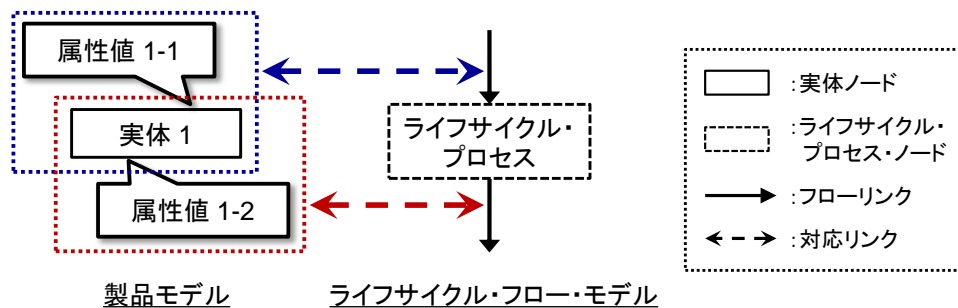 属性値 1-1
実体 1
属性値 1-2
製品モデル
ライフサイクル・
プロセス
ライフサイクル・フロー・モデル
:実体ノード
:ライフサイクル・
プロセス・ノード
:フローリンク
:対応リンク